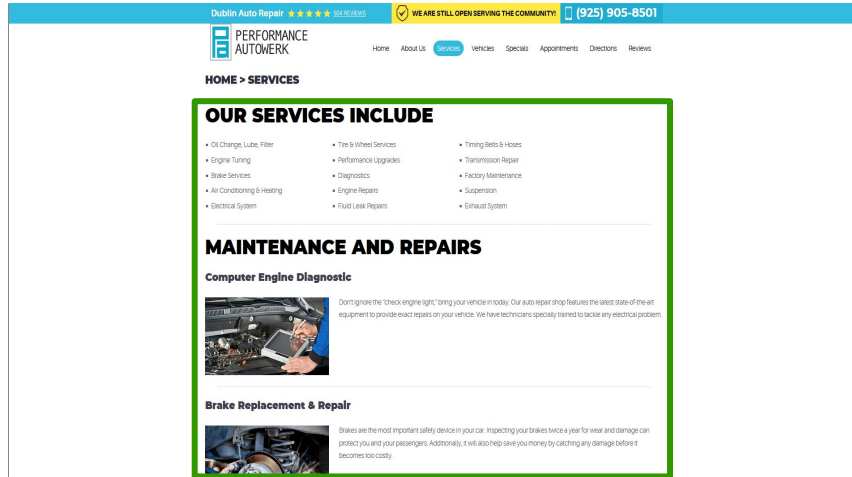 Dublin Auto Repair ★★★★★ 504 REVIEWS
WE ARE STILL OPEN SERVING THE COMMUNITY!
(925) 905-8501
PERFORMANCE
AUTOWERK
Home About Us Services Vehicles Specials Appointments Directions Reviews
HOME > SERVICES
OUR SERVICES INCLUDE
▪ Oil Change, Lube, Filter
▪ Engine Tuning
▪ Brake Services
▪ Air Conditioning & Heating
▪ Electrical System
▪ Tire & Wheel Services
▪ Performance Upgrades
▪ Diagnostics
▪ Engine Repairs
▪ Fluid Leak Repairs
▪ Timing Belts & Hoses
▪ Transmission Repair
▪ Factory Maintenance
▪ Suspension
▪ Exhaust System
MAINTENANCE AND REPAIRS
Computer Engine Diagnostic
Don't ignore the "check engine light," bring your vehicle in today. Our auto repair shop features the latest state-of-the-art
equipment to provide exact repairs on your vehicle. We have technicians specially trained to tackle any electrical problem.
Brake Replacement & Repair
Brakes are the most important safety device in your car. Inspecting your brakes twice a year for wear and damage can
protect you and your passengers. Additionally, it will also help save you money by catching any damage before it
becomes too costly.